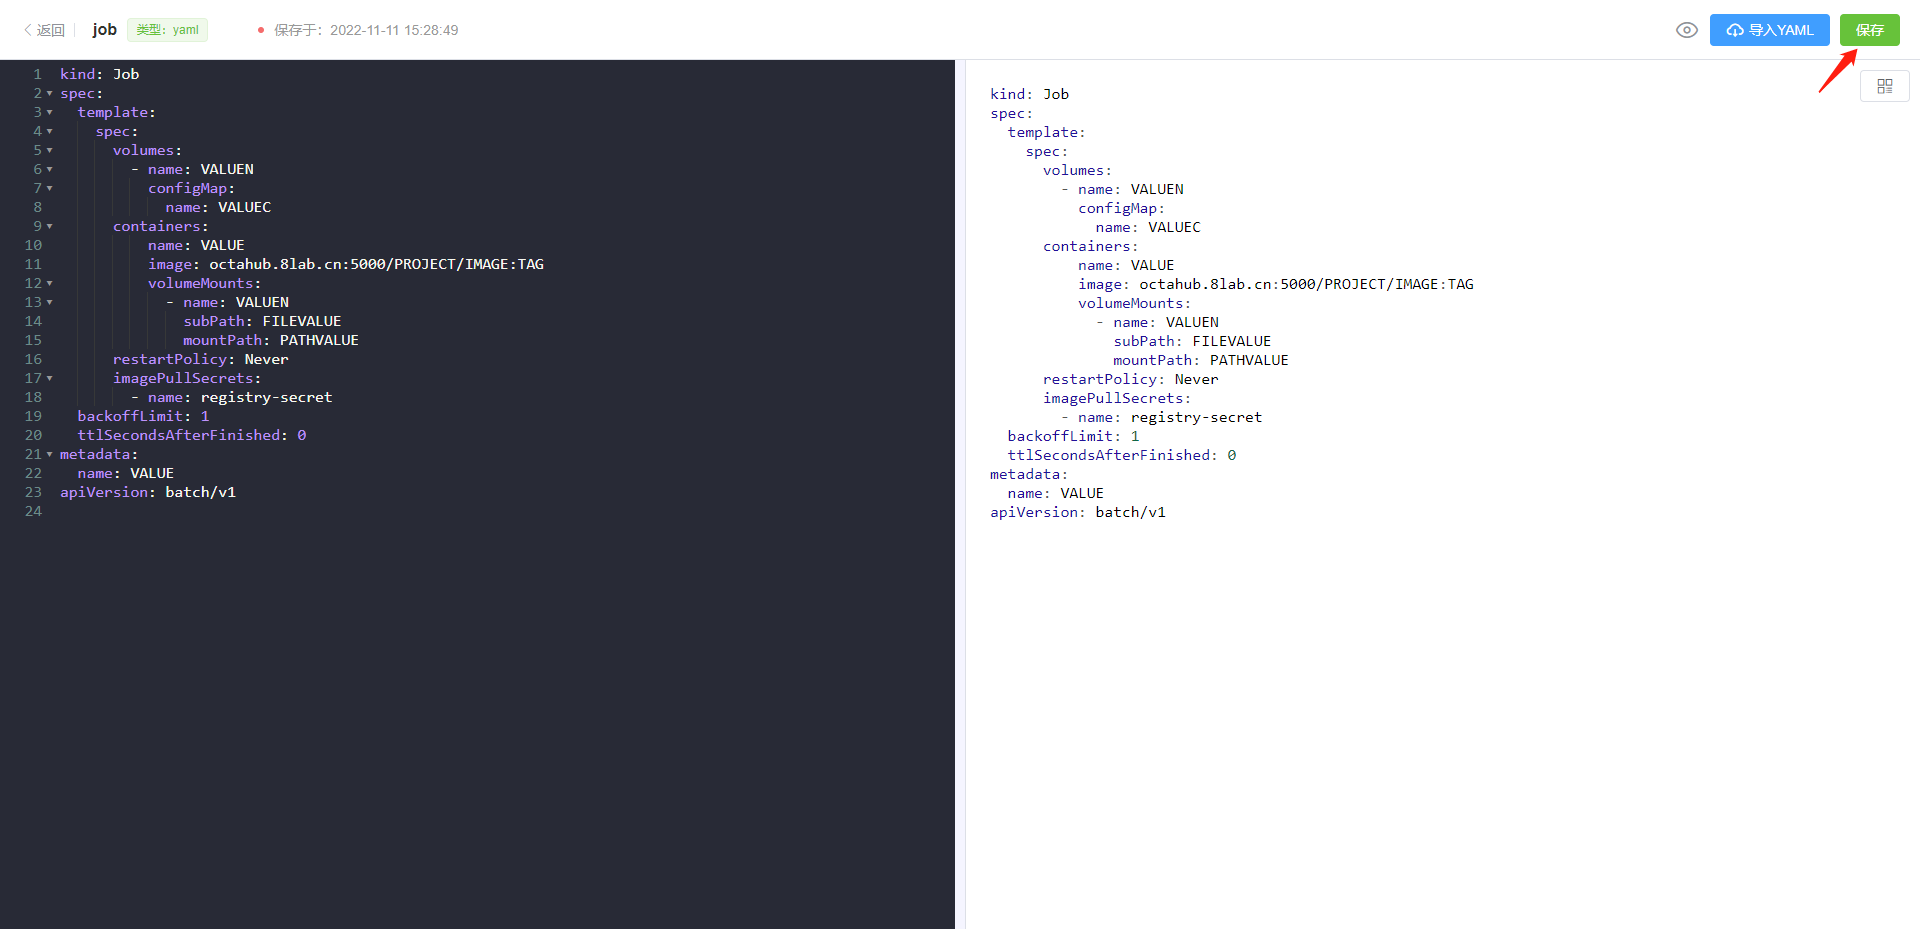 返回 job 类型：yaml 保存于：2022-11-11 15:28:49 导入YAML 保存
1 kind: Job
2 spec:
3   template:
4     spec:
5       volumes:
6         - name: VALUEN
7           configMap:
8             name: VALUEC
9       containers:
10           name: VALUE
11           image: octahub.8lab.cn:5000/PROJECT/IMAGE:TAG
12           volumeMounts:
13             - name: VALUEN
14               subPath: FILEVALUE
15               mountPath: PATHVALUE
16       restartPolicy: Never
17       imagePullSecrets:
18         - name: registry-secret
19   backoffLimit: 1
20   ttlSecondsAfterFinished: 0
21 metadata:
22   name: VALUE
23 apiVersion: batch/v1
24
kind: Job
spec:
  template:
    spec:
      volumes:
        - name: VALUEN
          configMap:
            name: VALUEC
      containers:
          name: VALUE
          image: octahub.8lab.cn:5000/PROJECT/IMAGE:TAG
          volumeMounts:
            - name: VALUEN
              subPath: FILEVALUE
              mountPath: PATHVALUE
      restartPolicy: Never
      imagePullSecrets:
        - name: registry-secret
  backoffLimit: 1
  ttlSecondsAfterFinished: 0
metadata:
  name: VALUE
apiVersion: batch/v1